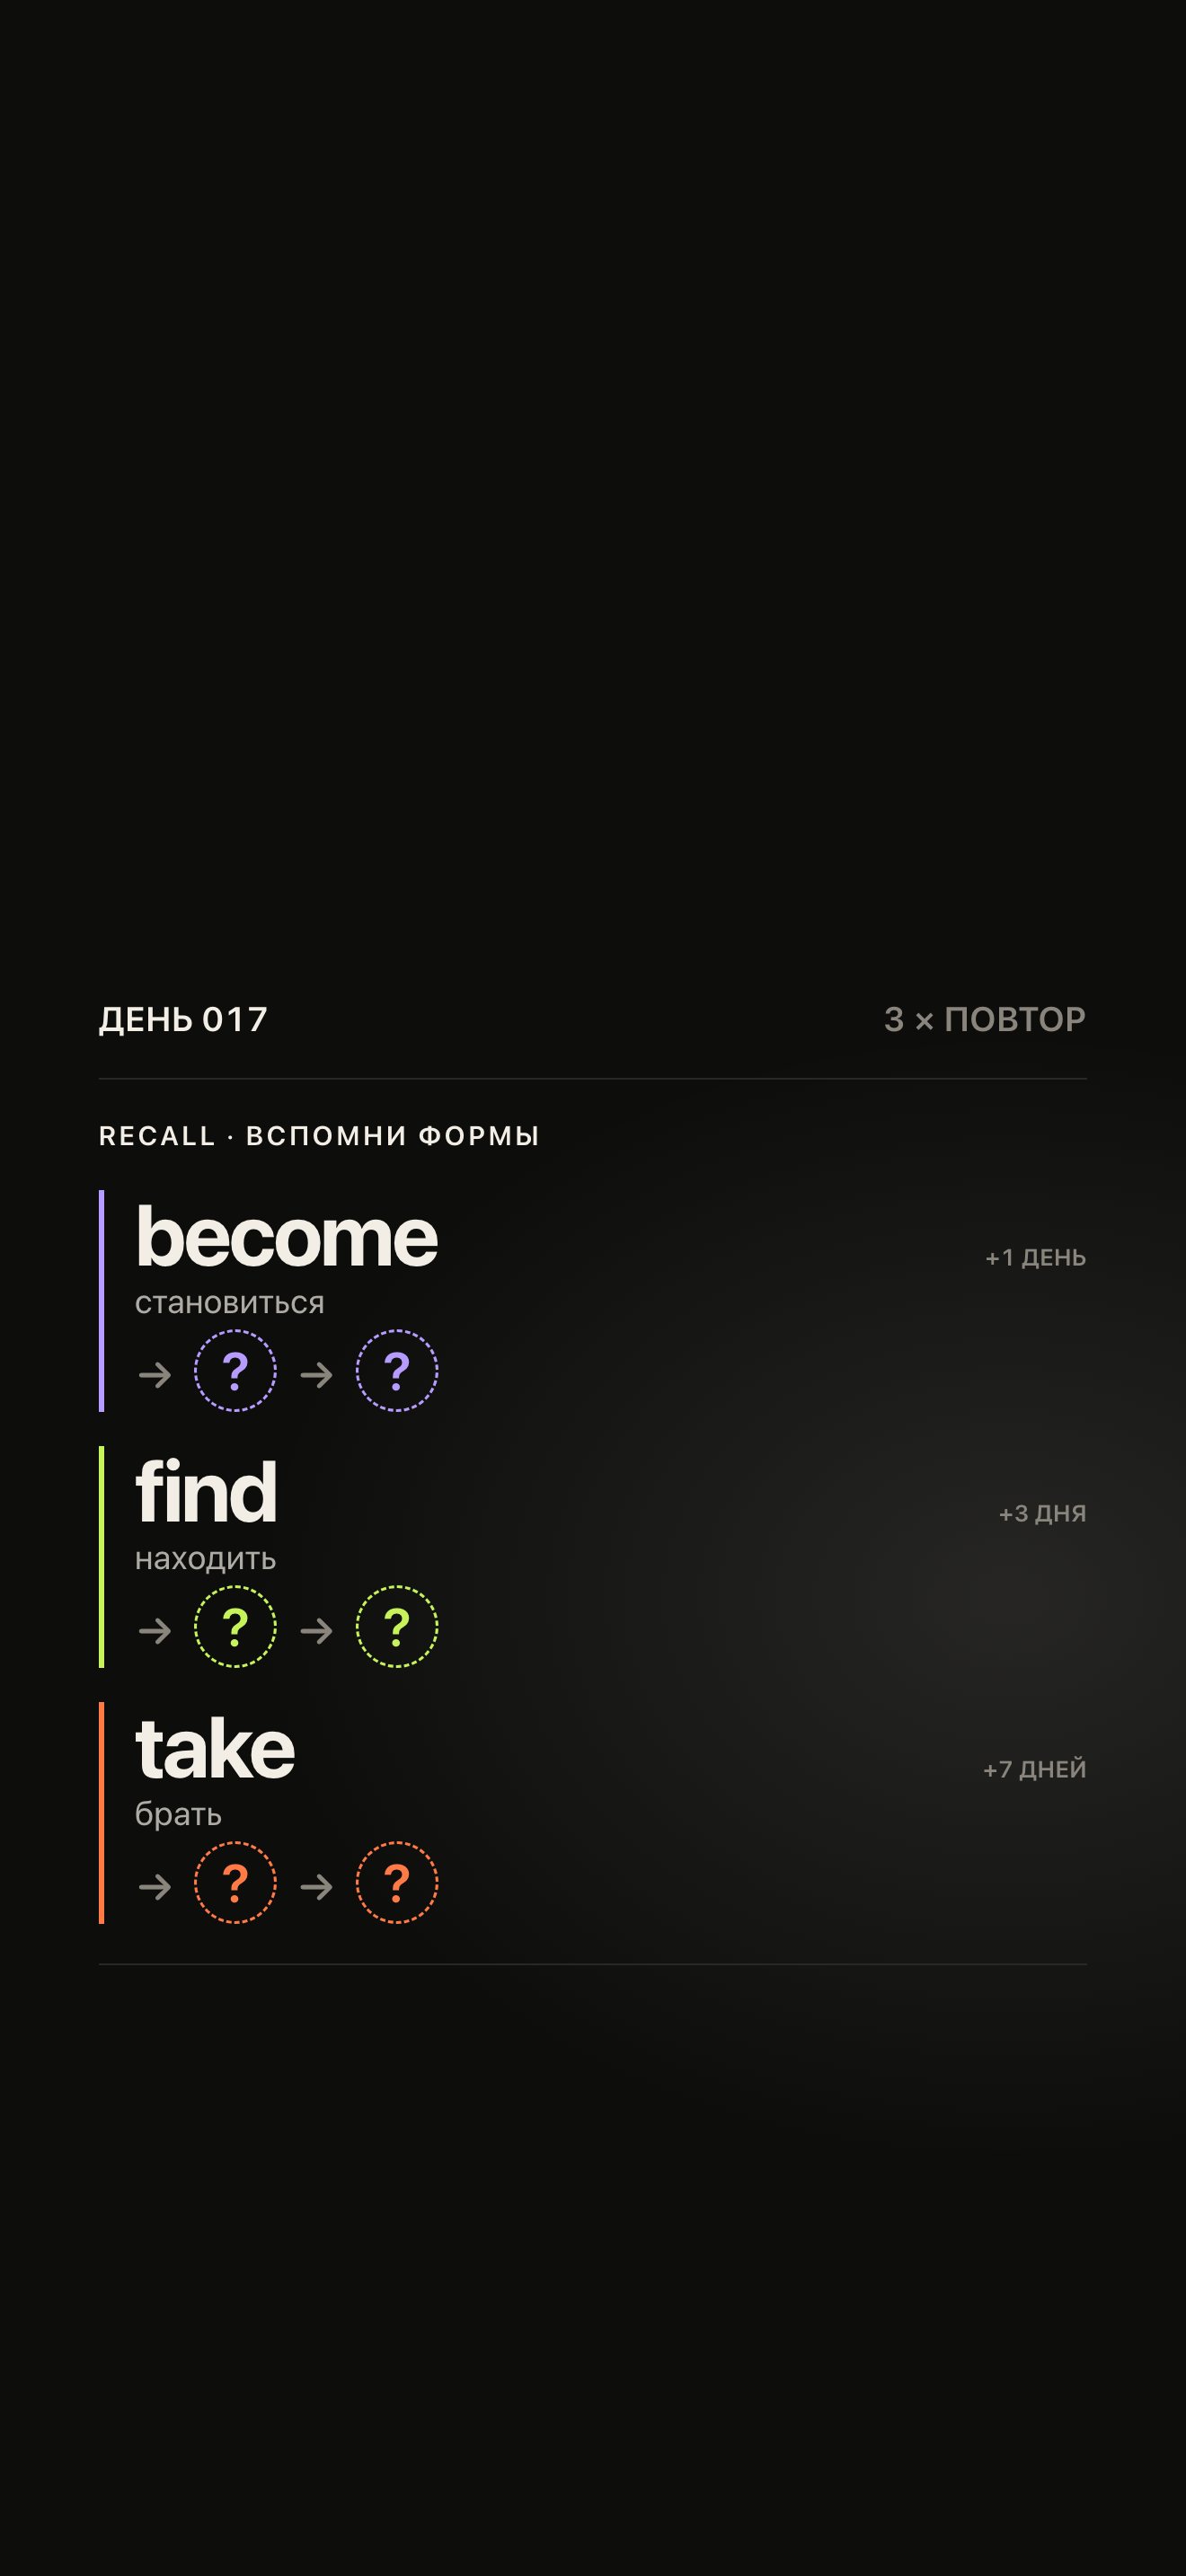 ДЕНЬ 017
3 × ПОВТОР
RECALL · ВСПОМНИ ФОРМЫ
become
+1 ДЕНЬ
становиться
→ ? → ?
find
+3 ДНЯ
находить
→ ? → ?
take
+7 ДНЕЙ
брать
→ ? → ?